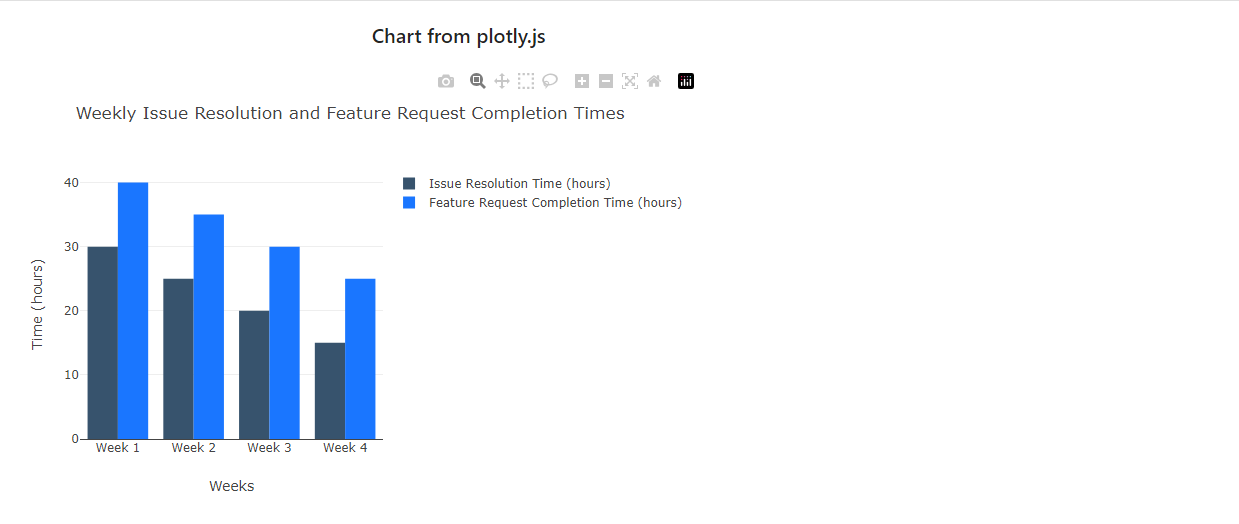 Chart from plotly.js
Weekly Issue Resolution and Feature Request Completion Times
40
30
20
10
0
Time (hours)
Week 1
Week 2
Week 3
Week 4
Weeks
Issue Resolution Time (hours)
Feature Request Completion Time (hours)